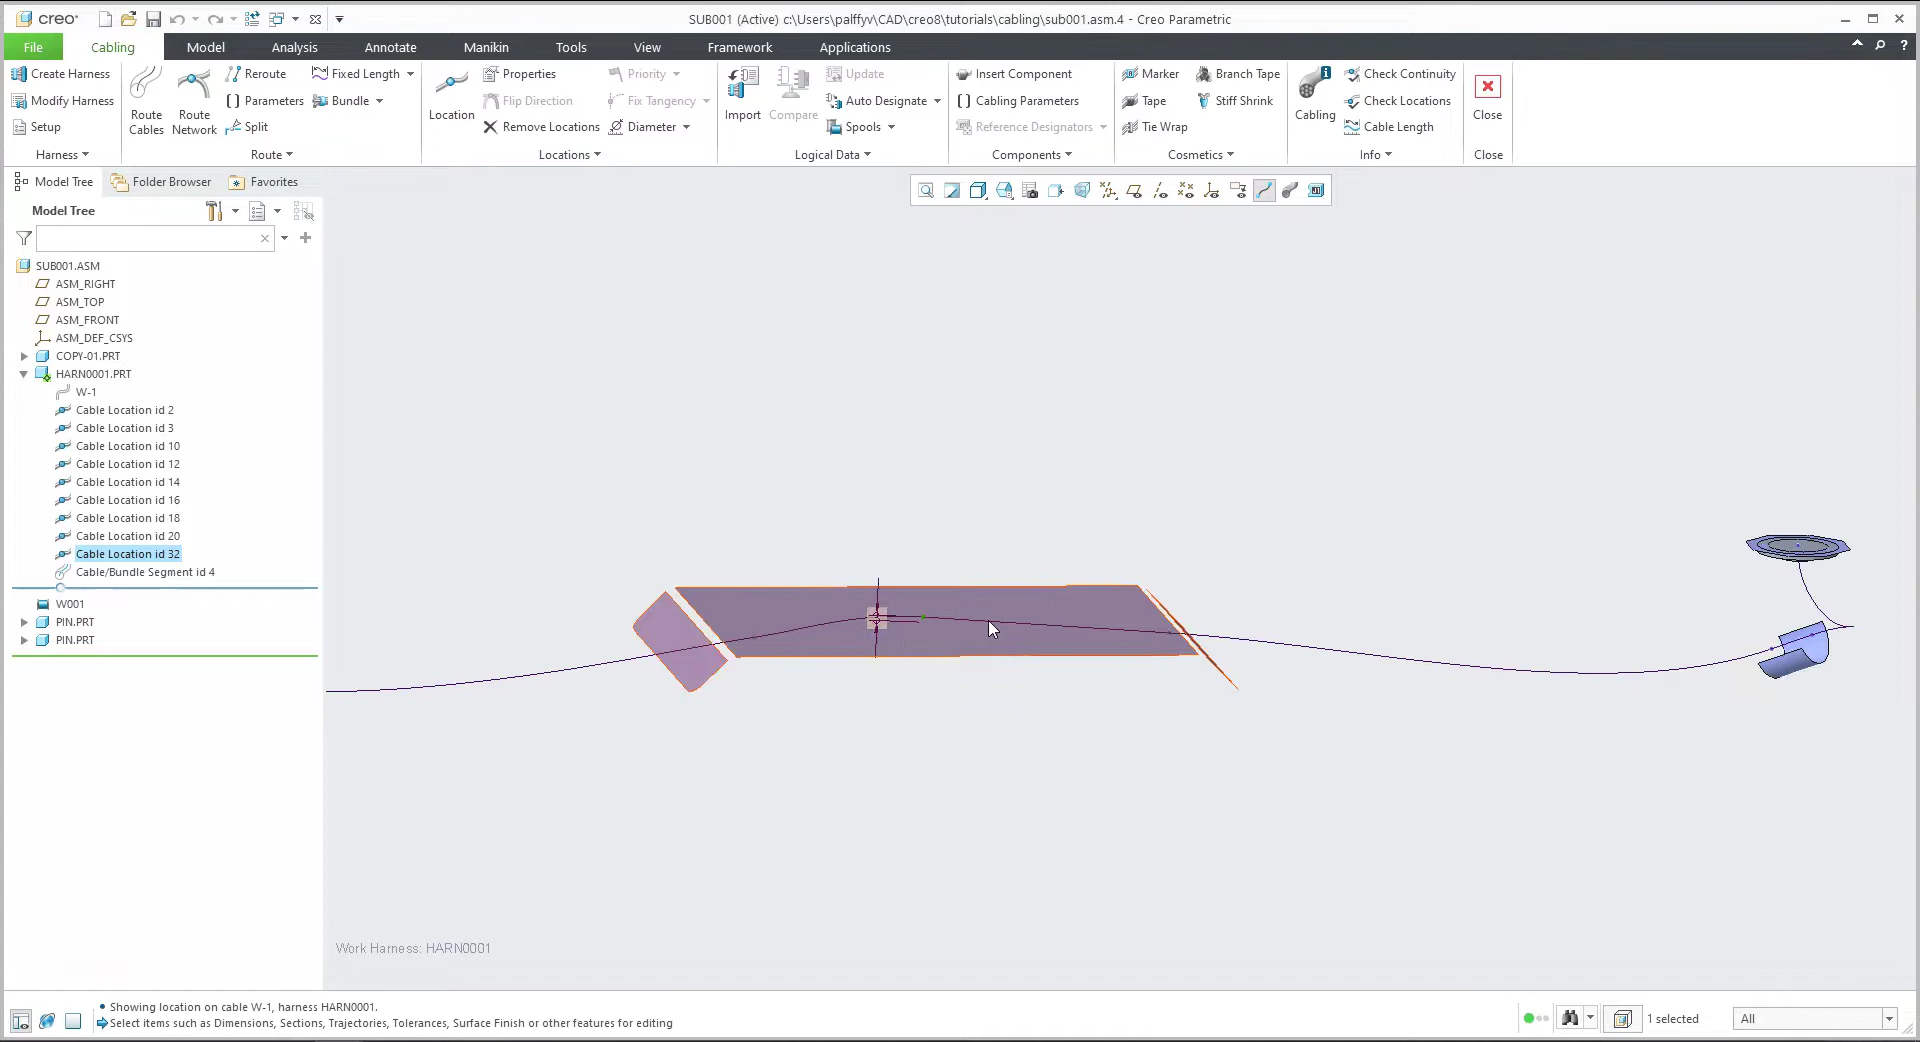 creo
SUB001 (Active) c:\Users\palffyv\CAD\creo8\tutorials\cabling\sub001.asm.4 - Creo Parametric
File Cabling Model Analysis Annotate Manikin Tools View Framework Applications
Create Harness
Modify Harness
Setup
Harness
Route Cables
Route Network
Reroute
Parameters
Split
Fixed Length
Bundle
Route
Location
Properties
Flip Direction
Remove Locations
Priority
Fix Tangency
Diameter
Locations
Import
Compare
Update
Auto Designate
Spools
Logical Data
Insert Component
Cabling Parameters
Reference Designators
Components
Marker
Tape
Tie Wrap
Branch Tape
Stiff Shrink
Cosmetics
Cabling
Check Continuity
Check Locations
Cable Length
Info
Close
Close
Model Tree Folder Browser Favorites
Model Tree
SUB001.ASM
ASM_RIGHT
ASM_TOP
ASM_FRONT
ASM_DEF_CSYS
COPY-01.PRT
HARN0001.PRT
W-1
Cable Location id 2
Cable Location id 3
Cable Location id 10
Cable Location id 12
Cable Location id 14
Cable Location id 16
Cable Location id 18
Cable Location id 20
Cable Location id 32
Cable/Bundle Segment id 4
W001
PIN.PRT
PIN.PRT
Work Harness: HARN0001
Showing location on cable W-1, harness HARN0001.
Select items such as Dimensions, Sections, Trajectories, Tolerances, Surface Finish or other features for editing
1 selected
All